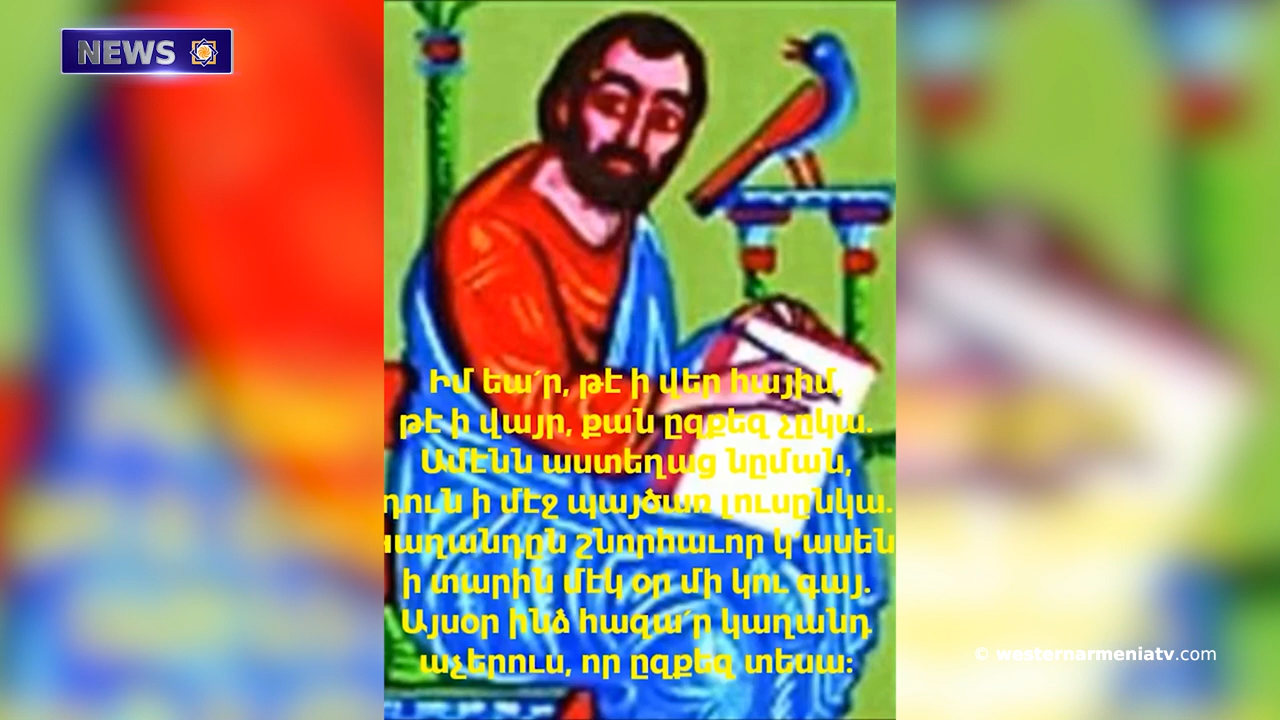 NEWS
Իմ եա՜ր, թէ ի վեր հայիմ,
թէ ի վայր, քան ըզքեզ չըկա.
Ամէնն աստեղաց նըման,
դուն ի մէջ պայծառ լուսընկա.
կաղանդըն շնորհաւոր կ՚ասեն
ի տարին մէկ օր մի կու գայ.
Այսօր ինձ հազա՜ր կաղանդ
աչերուս, որ ըզքեզ տեսա:
© westernarmeniatv.com